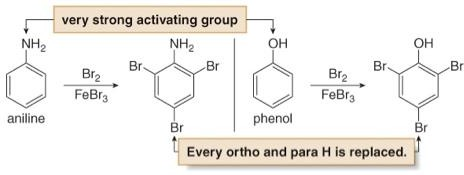 very strong activating group
NH2
NH2
OH
OH
Br
Br
Br
Br
Br2
FeBr3
Br2
FeBr3
aniline
Br
phenol
Br
Every ortho and para H is replaced.